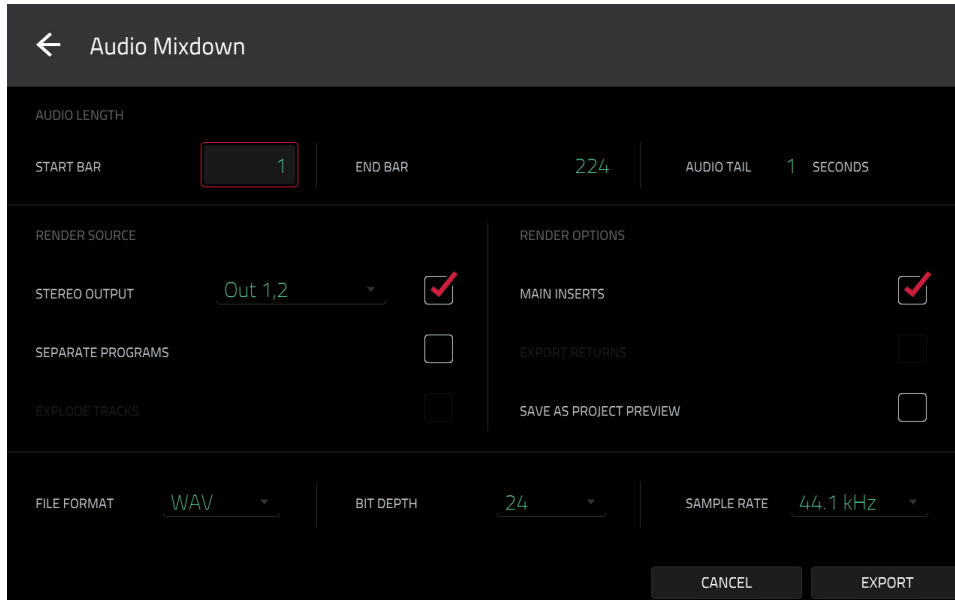 Audio Mixdown
AUDIO LENGTH
START BAR 1 END BAR 224 AUDIO TAIL 1 SECONDS
RENDER SOURCE RENDER OPTIONS
STEREO OUTPUT Out 1,2 MAIN INSERTS
SEPARATE PROGRAMS EXPORT RETURNS
EXPLODE TRACKS SAVE AS PROJECT PREVIEW
FILE FORMAT WAV BIT DEPTH 24 SAMPLE RATE 44.1 kHz
CANCEL EXPORT